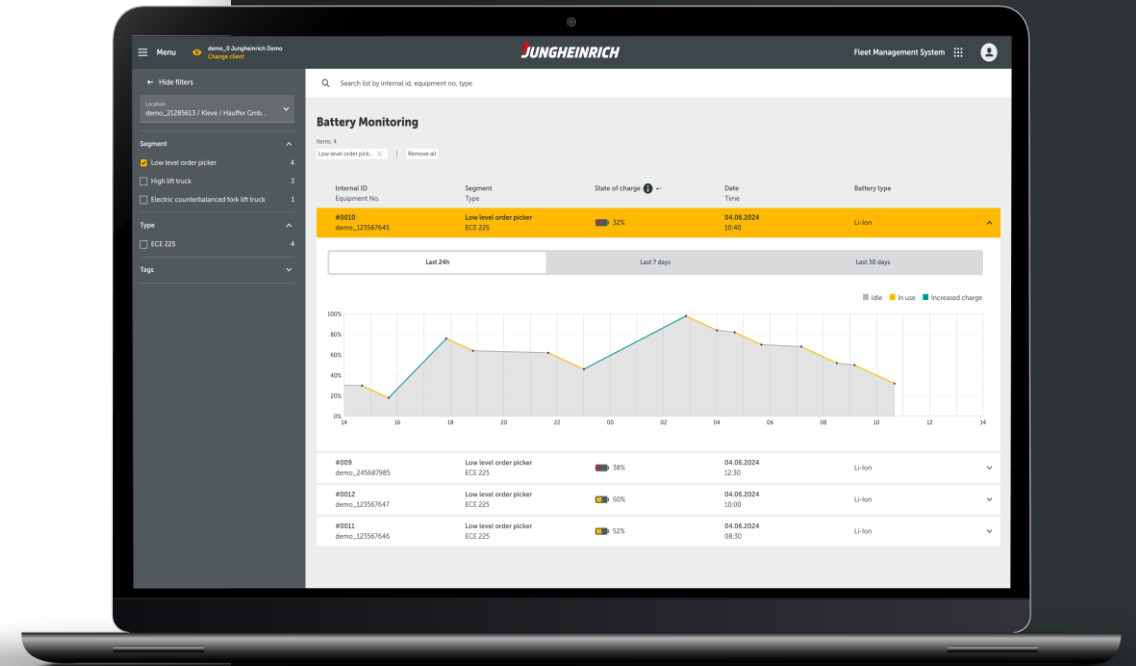 Menu
demo_0 Jungheinrich Demo
Change client
JUNGHEINRICH
Fleet Management System
Hide filters
Search list by internal id, equipment no, type
Location
demo_21285613 / Kleve / Hauffer Gmb...
Battery Monitoring
Items: 4
Low level order pick... | Remove all
Segment
Low level order picker 4
High lift truck 3
Electric counterbalanced fork lift truck 1
Type
ECE 225 4
Tags
Internal ID Segment State of charge Date Battery type
Equipment No. Type Time
#0010 Low level order picker 32% 04.06.2024 Li-Ion
demo_123567645 ECE 225 10:40
Last 24h Last 7 days Last 30 days
Idle In use Increased charge
100%
80%
60%
40%
20%
0%
14 16 18 20 22 00 02 04 06 08 10 12 14
#009 Low level order picker 38% 04.06.2024 Li-Ion
demo_245687985 ECE 225 12:30
#0012 Low level order picker 50% 04.06.2024 Li-Ion
demo_123567647 ECE 225 10:00
#0011 Low level order picker 52% 04.06.2024 Li-Ion
demo_123567646 ECE 225 08:30